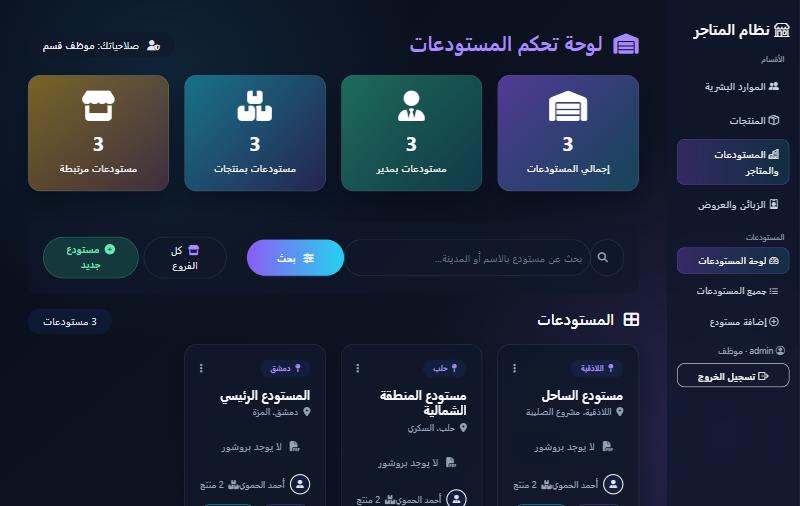 نظام المتاجر
الأقسام
الموارد البشرية
المنتجات
المستودعات
والمتاجر
الزبائن والعروض
المستودعات
لوحة المستودعات
جميع المستودعات
إضافة مستودع
admin · موظف
تسجيل الخروج
لوحة تحكم المستودعات
صلاحياتك: موظف قسم
3
إجمالي المستودعات
3
مستودعات بمدير
3
مستودعات بمنتجات
3
مستودعات مرتبطة
بحث عن مستودع بالاسم أو المدينة...
بحث
كل
الفروع
مستودع
جديد
المستودعات
3 مستودعات
اللاذقية
مستودع الساحل
اللاذقية، مشروع الصليبة
لا يوجد بروشور
أحمد الحموي
2 منتج
حلب
مستودع المنطقة
الشمالية
حلب، السكري
لا يوجد بروشور
أحمد الحموي
2 منتج
دمشق
المستودع الرئيسي
دمشق، المزة
لا يوجد بروشور
أحمد الحموي
2 منتج